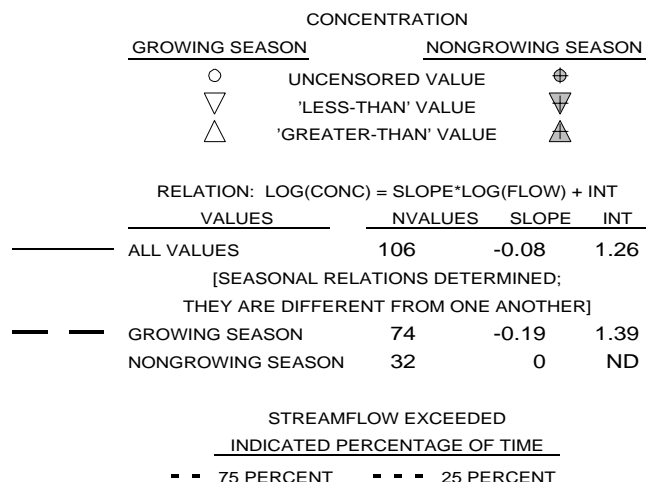 CONCENTRATION
GROWING SEASON NONGROWING SEASON
UNCENSORED VALUE
'LESS-THAN' VALUE
'GREATER-THAN' VALUE
RELATION: LOG(CONC) = SLOPE*LOG(FLOW) + INT
VALUES NVALUES SLOPE INT
ALL VALUES 106 -0.08 1.26
[SEASONAL RELATIONS DETERMINED;
THEY ARE DIFFERENT FROM ONE ANOTHER]
GROWING SEASON 74 -0.19 1.39
NONGROWING SEASON 32 0 ND
STREAMFLOW EXCEEDED
INDICATED PERCENTAGE OF TIME
75 PERCENT 25 PERCENT